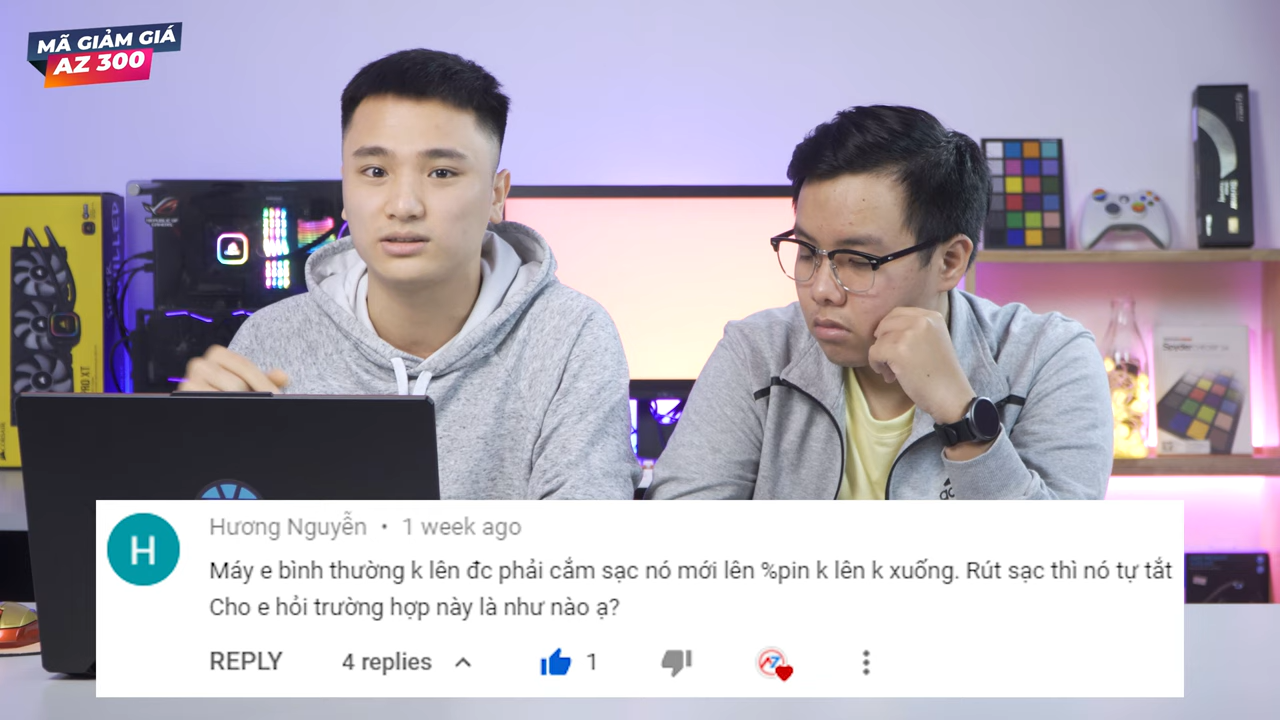 MÃ GIẢM GIÁ
AZ 300
Hương Nguyễn • 1 week ago
Máy e bình thường k lên đc phải cắm sạc nó mới lên %pin k lên k xuống. Rút sạc thì nó tự tắt
Cho e hỏi trường hợp này là như nào ạ?
REPLY 4 replies 1
H